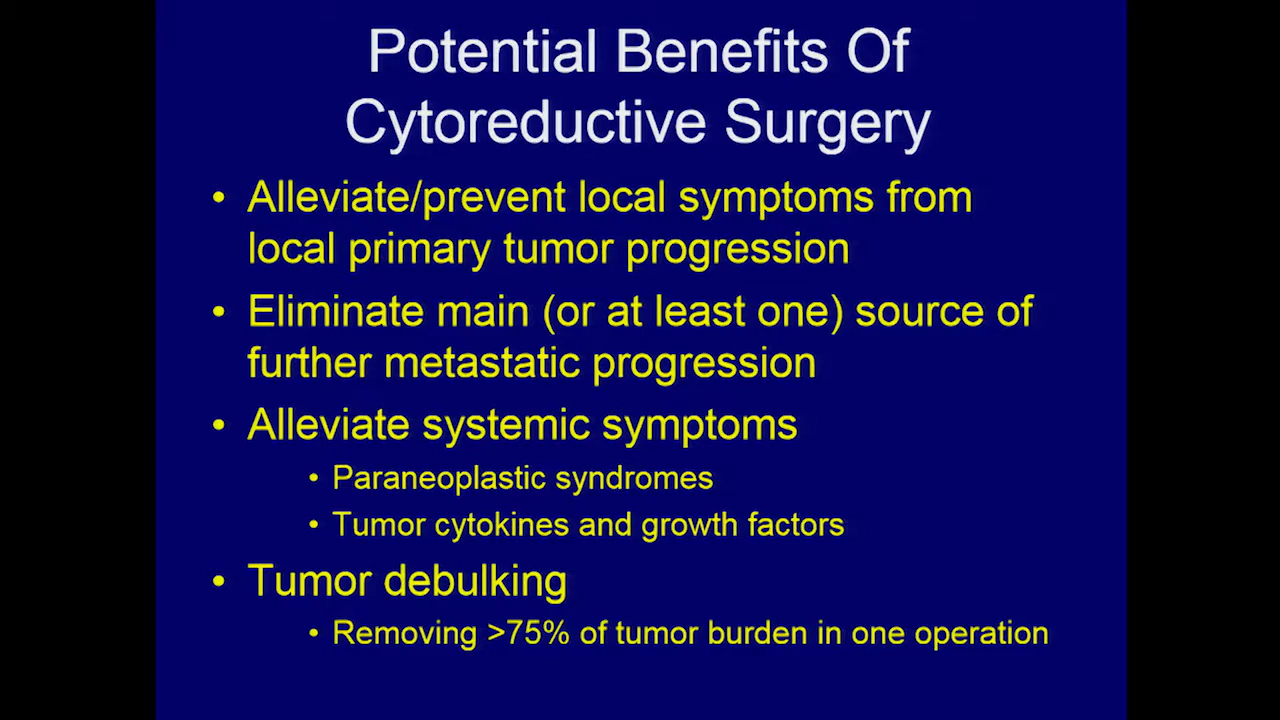 Potential Benefits Of
Cytoreductive Surgery
• Alleviate/prevent local symptoms from
local primary tumor progression
• Eliminate main (or at least one) source of
further metastatic progression
• Alleviate systemic symptoms
• Paraneoplastic syndromes
• Tumor cytokines and growth factors
• Tumor debulking
• Removing >75% of tumor burden in one operation